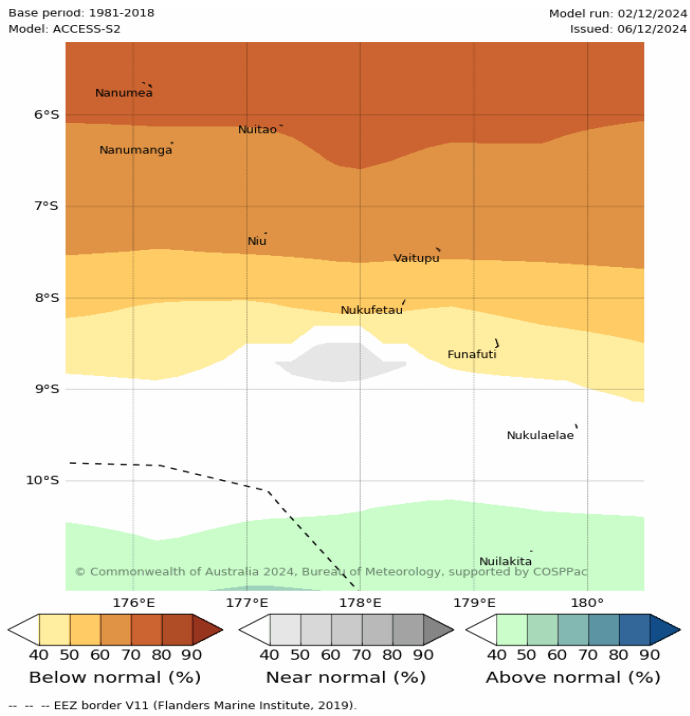 Base period: 1981-2018
Model run: 02/12/2024
Model: ACCESS-S2
Issued: 06/12/2024
Nanumea
6°S
Nuitao
Nanumanga
7°S
Niu
Vaitupu
8°S
Nukufetau
Funafuti
9°S
Nukulaelae
10°S
Nuilakita
© Commonwealth of Australia 2024, Bureau of Meteorology, supported by COSPPac
176°E 177°E 178°E 179°E 180°
40 50 60 70 80 90 40 50 60 70 80 90 40 50 60 70 80 90
Below normal (%) Near normal (%) Above normal (%)
-- -- -- EEZ border V11 (Flanders Marine Institute, 2019).